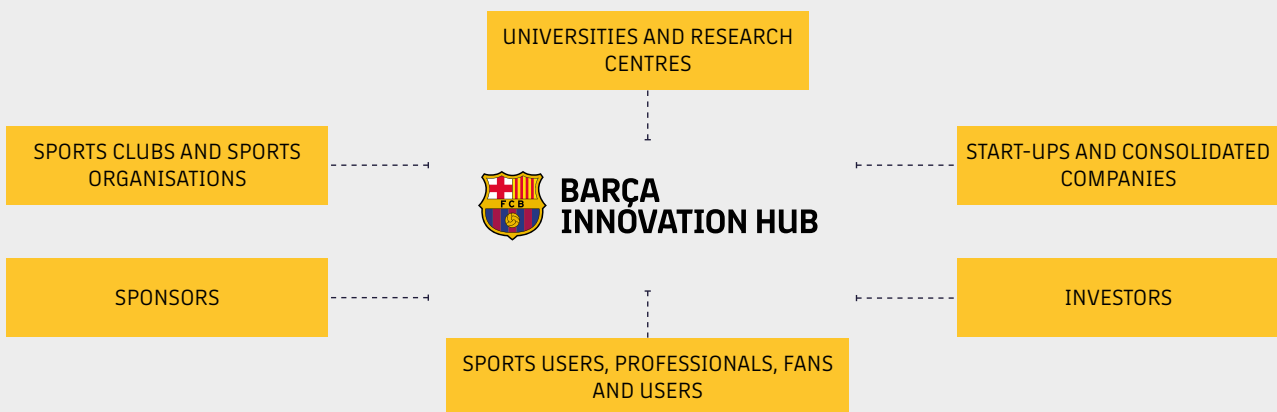 UNIVERSITIES AND RESEARCH
CENTRES
SPORTS CLUBS AND SPORTS
ORGANISATIONS
START-UPS AND CONSOLIDATED
COMPANIES
FCB
BARÇA
INNOVATION HUB
SPONSORS
INVESTORS
SPORTS USERS, PROFESSIONALS, FANS
AND USERS